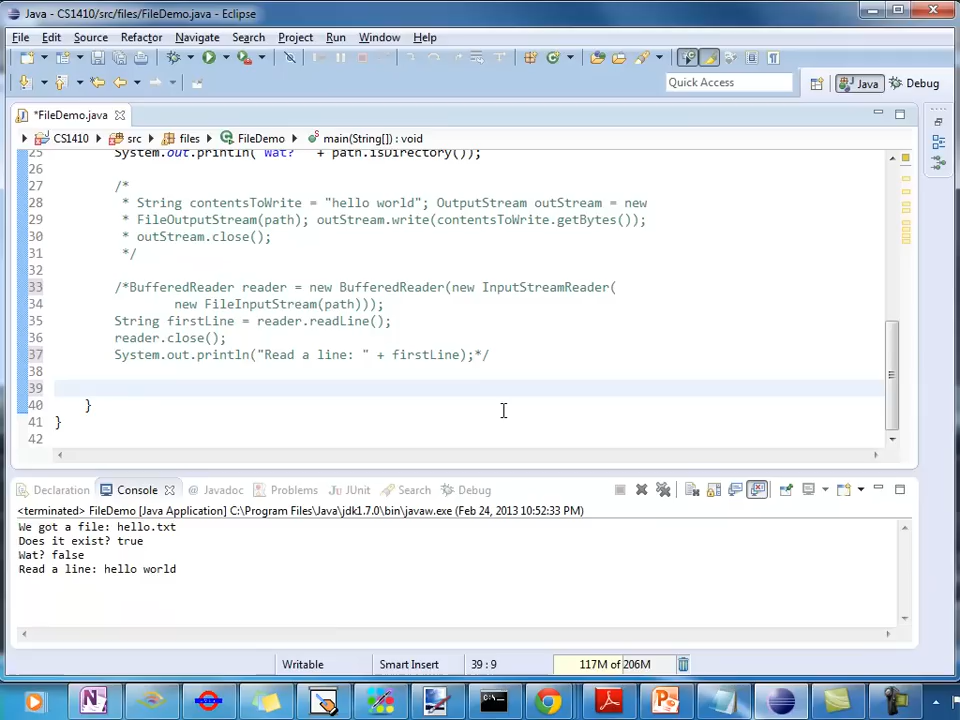 Java - CS1410/src/files/FileDemo.java - Eclipse
File Edit Source Refactor Navigate Search Project Run Window Help
Quick Access
Java
Debug
*FileDemo.java
CS1410 src files FileDemo main(String[]) : void
25 System.out.println("Wat? " + path.isDirectory());
26
27 /*
28 * String contentsToWrite = "hello world"; OutputStream outStream = new
29 * FileOutputStream(path); outStream.write(contentsToWrite.getBytes());
30 * outStream.close();
31 */
32
33 /*BufferedReader reader = new BufferedReader(new InputStreamReader(
34 new FileInputStream(path)));
35 String firstLine = reader.readLine();
36 reader.close();
37 System.out.println("Read a line: " + firstLine);*/
38
39
40 }
41 }
42
Declaration Console Javadoc Problems JUnit Search Debug
<terminated> FileDemo [Java Application] C:\Program Files\Java\jdk1.7.0\bin\javaw.exe (Feb 24, 2013 10:52:33 PM)
We got a file: hello.txt
Does it exist? true
Wat? false
Read a line: hello world
Writable Smart Insert 39 : 9 117M of 206M